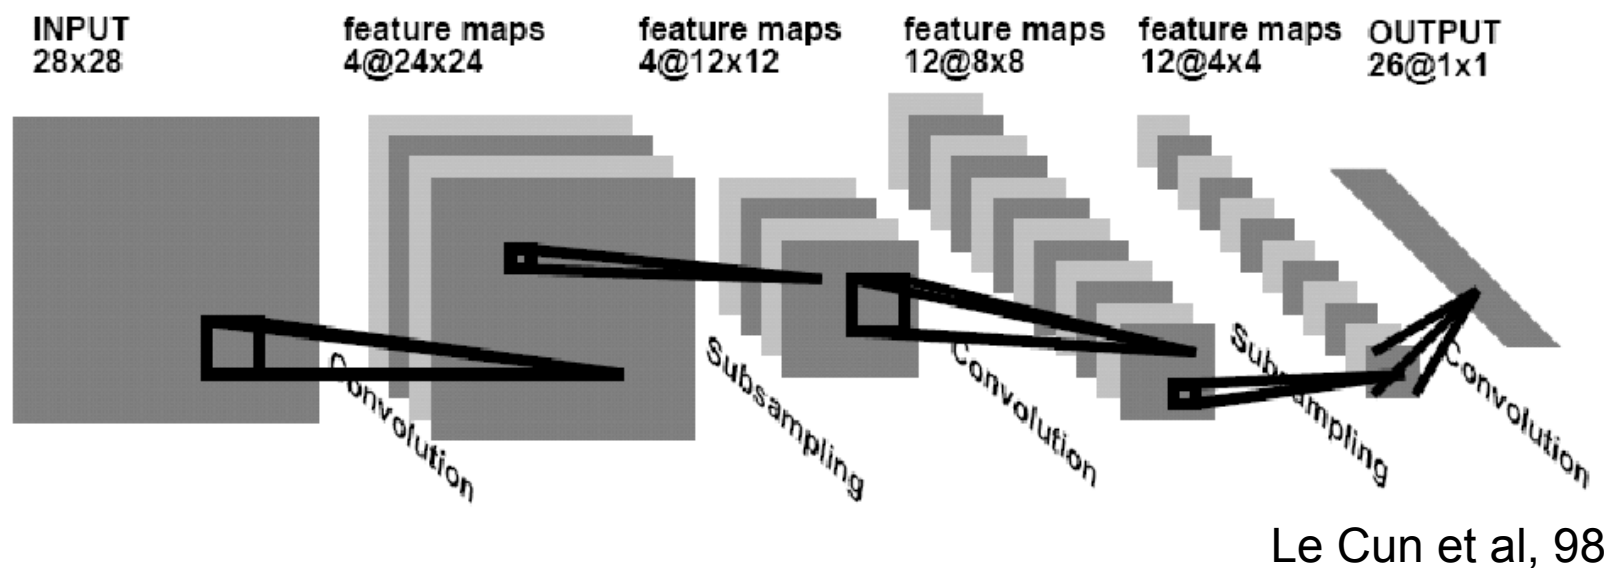 INPUT
28x28
feature maps
4@24x24
feature maps
4@12x12
feature maps
12@8x8
feature maps
12@4x4
OUTPUT
26@1x1
Convolution
Subsampling
Convolution
Subsampling
Convolution
Le Cun et al, 98